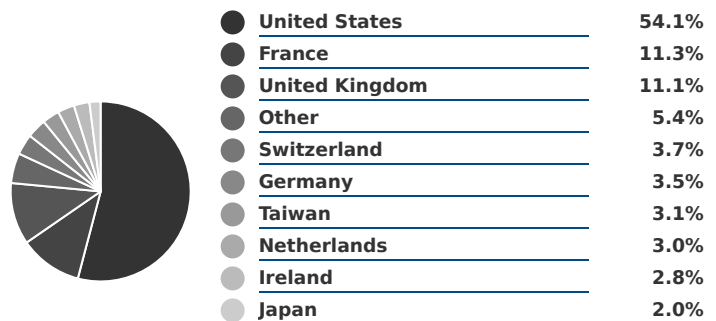 United States 54.1%
France 11.3%
United Kingdom 11.1%
Other 5.4%
Switzerland 3.7%
Germany 3.5%
Taiwan 3.1%
Netherlands 3.0%
Ireland 2.8%
Japan 2.0%